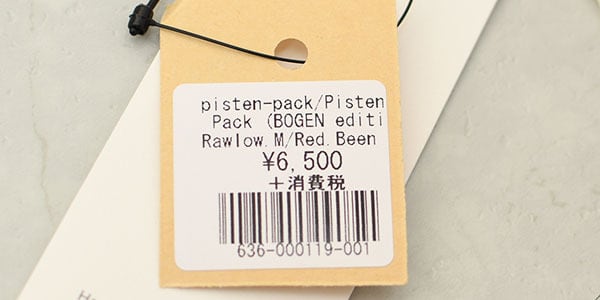 pisten-pack/Pisten
Pack (BOGEN editi
Rawlow.M/Red.Been
¥6,500
+消費税
636-000119-001